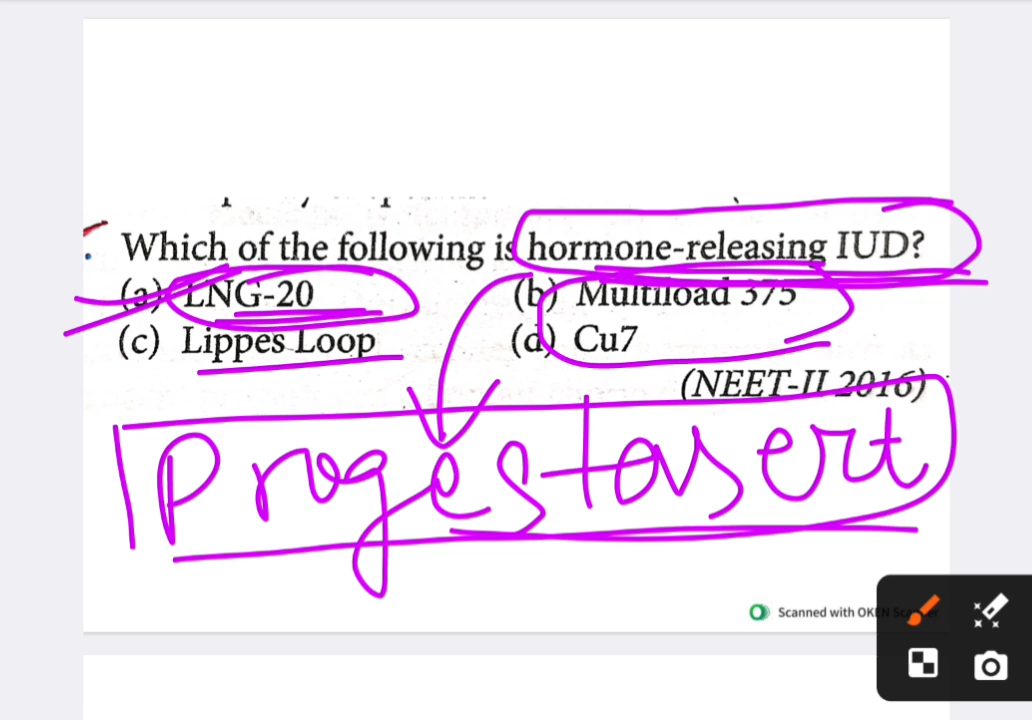 Which of the following is hormone-releasing IUD?
(a) LNG-20 (b) Multiload 375
(c) Lippes Loop (d) Cu7
(NEET-II 2016)
Progestasert
Scanned with OKEN